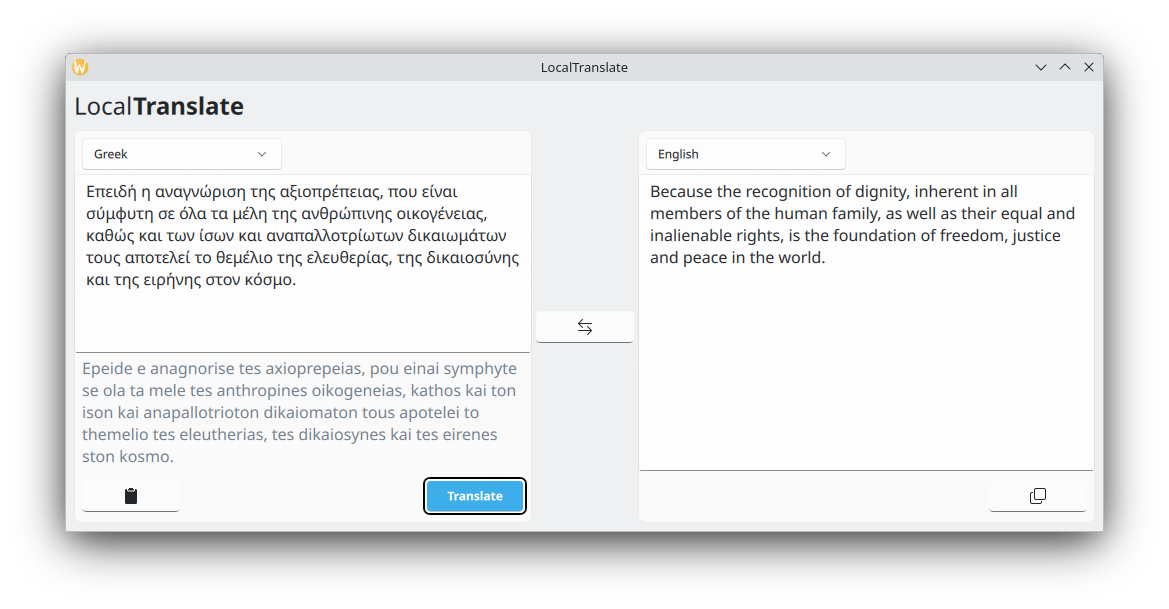 LocalTranslate
LocalTranslate
Greek
Επειδή η αναγνώριση της αξιοπρέπειας, που είναι
σύμφυτη σε όλα τα μέλη της ανθρώπινης οικογένειας,
καθώς και των ίσων και αναπαλλοτρίωτων δικαιωμάτων
τους αποτελεί το θεμέλιο της ελευθερίας, της δικαιοσύνης
και της ειρήνης στον κόσμο.
Epeide e anagnorise tes axioprepeias, pou einai symphyte
se ola ta mele tes anthropines oikogeneias, kathos kai ton
ison kai anapallotrioton dikaiomaton tous apotelei to
themelio tes eleutherias, tes dikaiosynes kai tes eirenes
ston kosmo.
Translate
English
Because the recognition of dignity, inherent in all
members of the human family, as well as their equal and
inalienable rights, is the foundation of freedom, justice
and peace in the world.